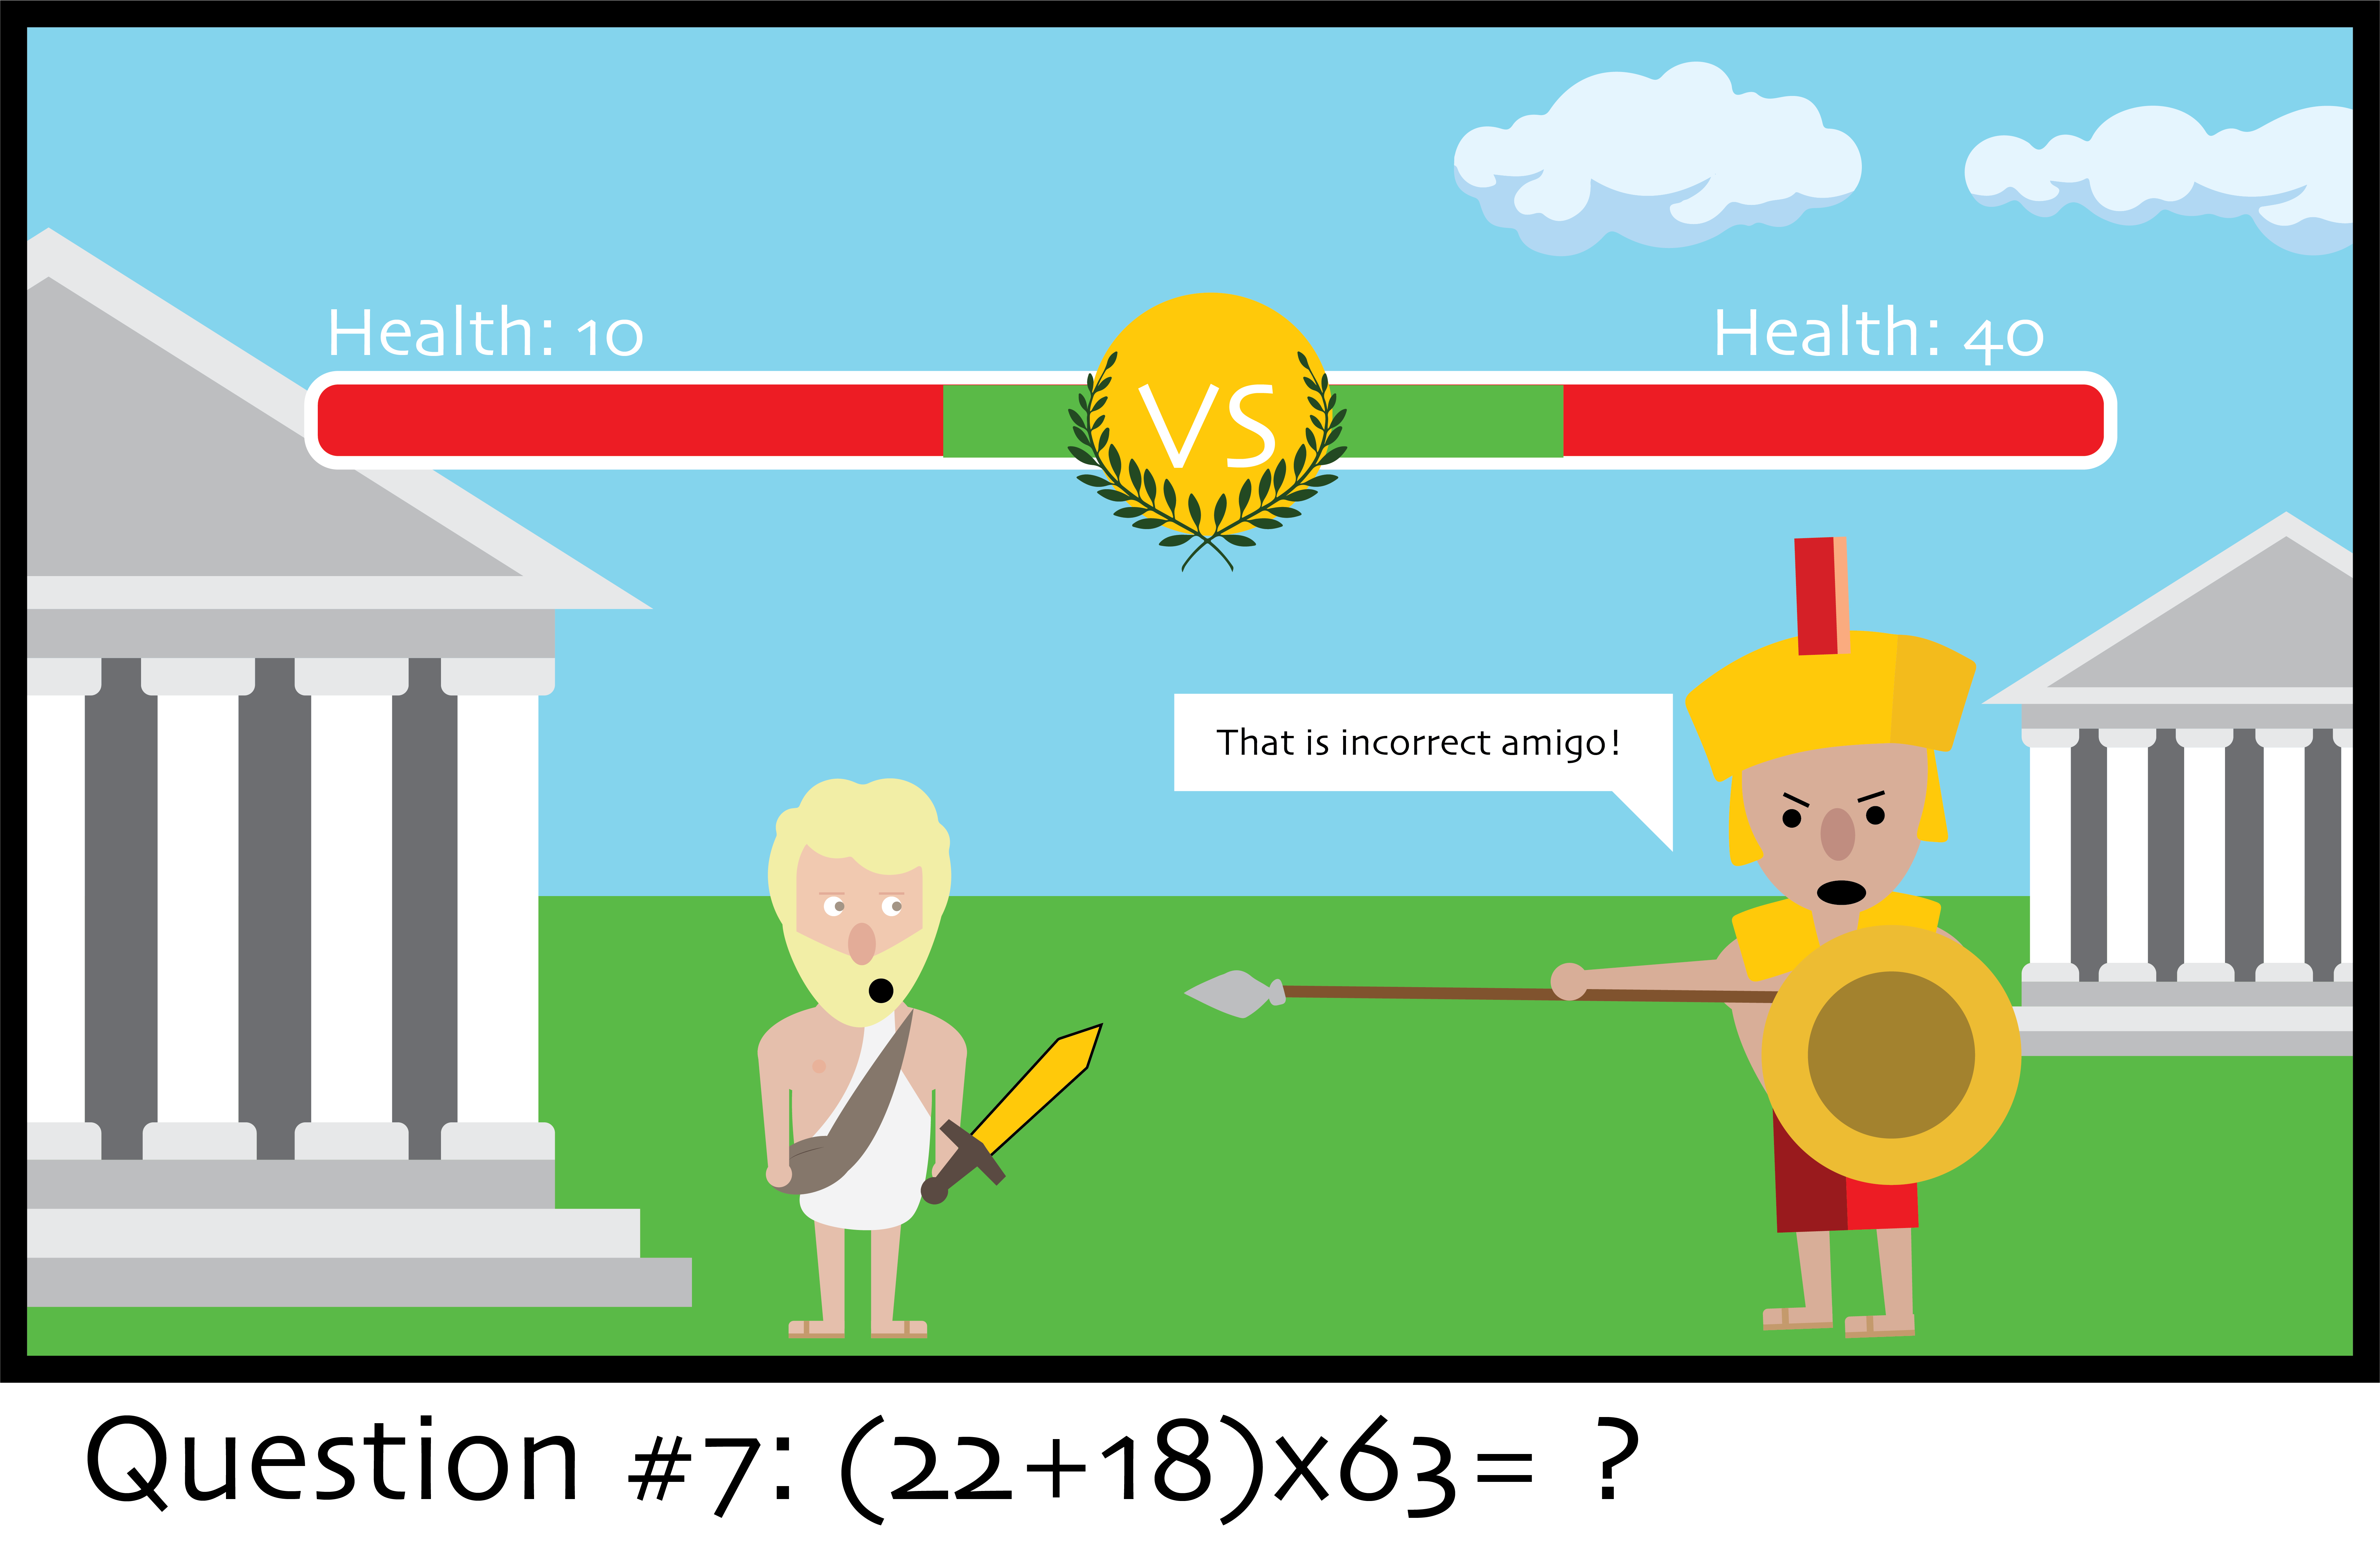 Health: 10
Health: 40
VS
That is incorrect amigo!
Question #7: (22+18)x63= ?